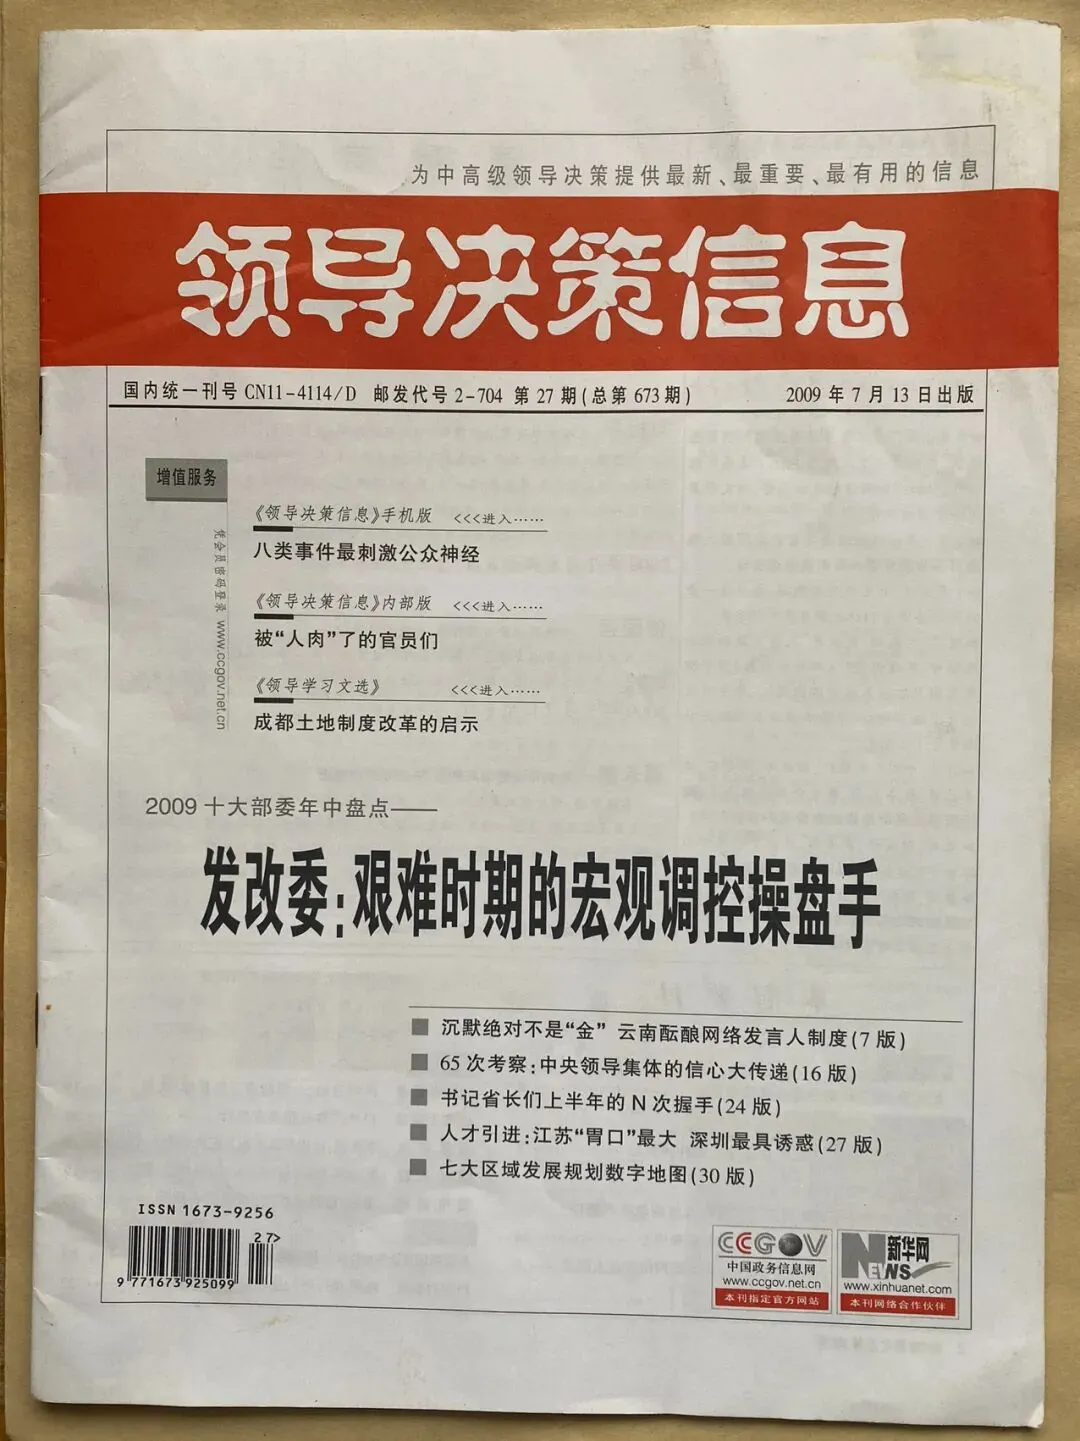 为中高级领导决策提供最新、最重要、最有用的信息
领导决策信息
国内统一刊号 CN11-4114/D 邮发代号 2-704 第 27 期(总第 673 期) 2009 年 7 月 13 日出版
增值服务
凭会员密码登录 www.ccgov.net.cn
《领导决策信息》手机版 <<<进入……
八类事件最刺激公众神经
《领导决策信息》内部版 <<<进入……
被“人肉”了的官员们
《领导学习文选》 <<<进入……
成都土地制度改革的启示
2009 十大部委年中盘点——
发改委:艰难时期的宏观调控操盘手
■ 沉默绝对不是“金” 云南酝酿网络发言人制度(7 版)
■ 65 次考察:中央领导集体的信心大传递(16 版)
■ 书记省长们上半年的 N 次握手(24 版)
■ 人才引进:江苏“胃口”最大 深圳最具诱惑(27 版)
■ 七大区域发展规划数字地图(30 版)
ISSN 1673-9256
27>
9 771673 925099
CCGOV
中国政务信息网
www.ccgov.net.cn
本刊指定官方网站
NEWS 新华网
www.xinhuanet.com
本刊网络合作伙伴